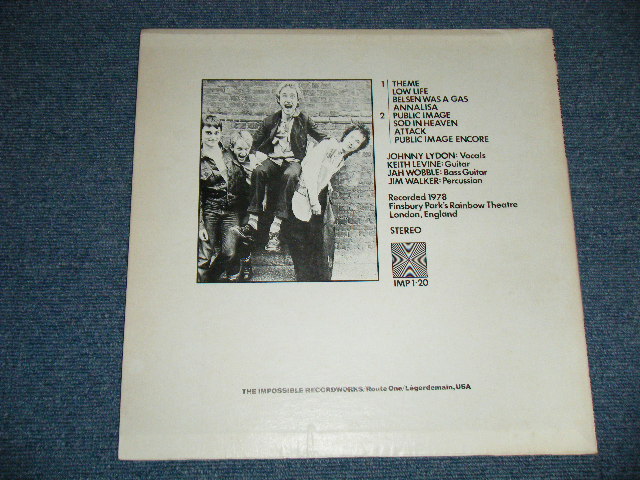 1 THEME
LOW LIFE
BELSEN WAS A GAS
ANNALISA
2 PUBLIC IMAGE
SOD IN HEAVEN
ATTACK
PUBLIC IMAGE ENCORE
JOHNNY LYDON: Vocals
KEITH LEVINE: Guitar
JAH WOBBLE: Bass Guitar
JIM WALKER: Percussion
Recorded 1978
Finsbury Park's Rainbow Theatre
London, England
STEREO
IMP 1-20
THE IMPOSSIBLE RECORDWORKS/Route One/Légerdemain, USA